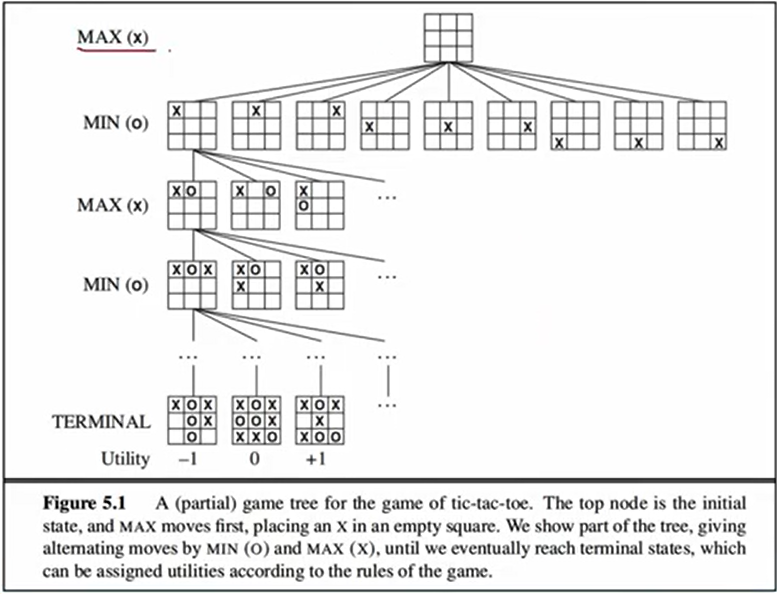 MAX (X)
X X X
MIN (O) X X X
X X X
X O X O X
...
MAX (X) O
X O X X O X O
...
MIN (O) X X
... ... ... ...
X O X X O X X O X ...
TERMINAL O X O O X X
O X X O X O O
Utility –1 0 +1
Figure 5.1 A (partial) game tree for the game of tic-tac-toe. The top node is the initial
state, and MAX moves first, placing an X in an empty square. We show part of the tree, giving
alternating moves by MIN (O) and MAX (X), until we eventually reach terminal states, which
can be assigned utilities according to the rules of the game.